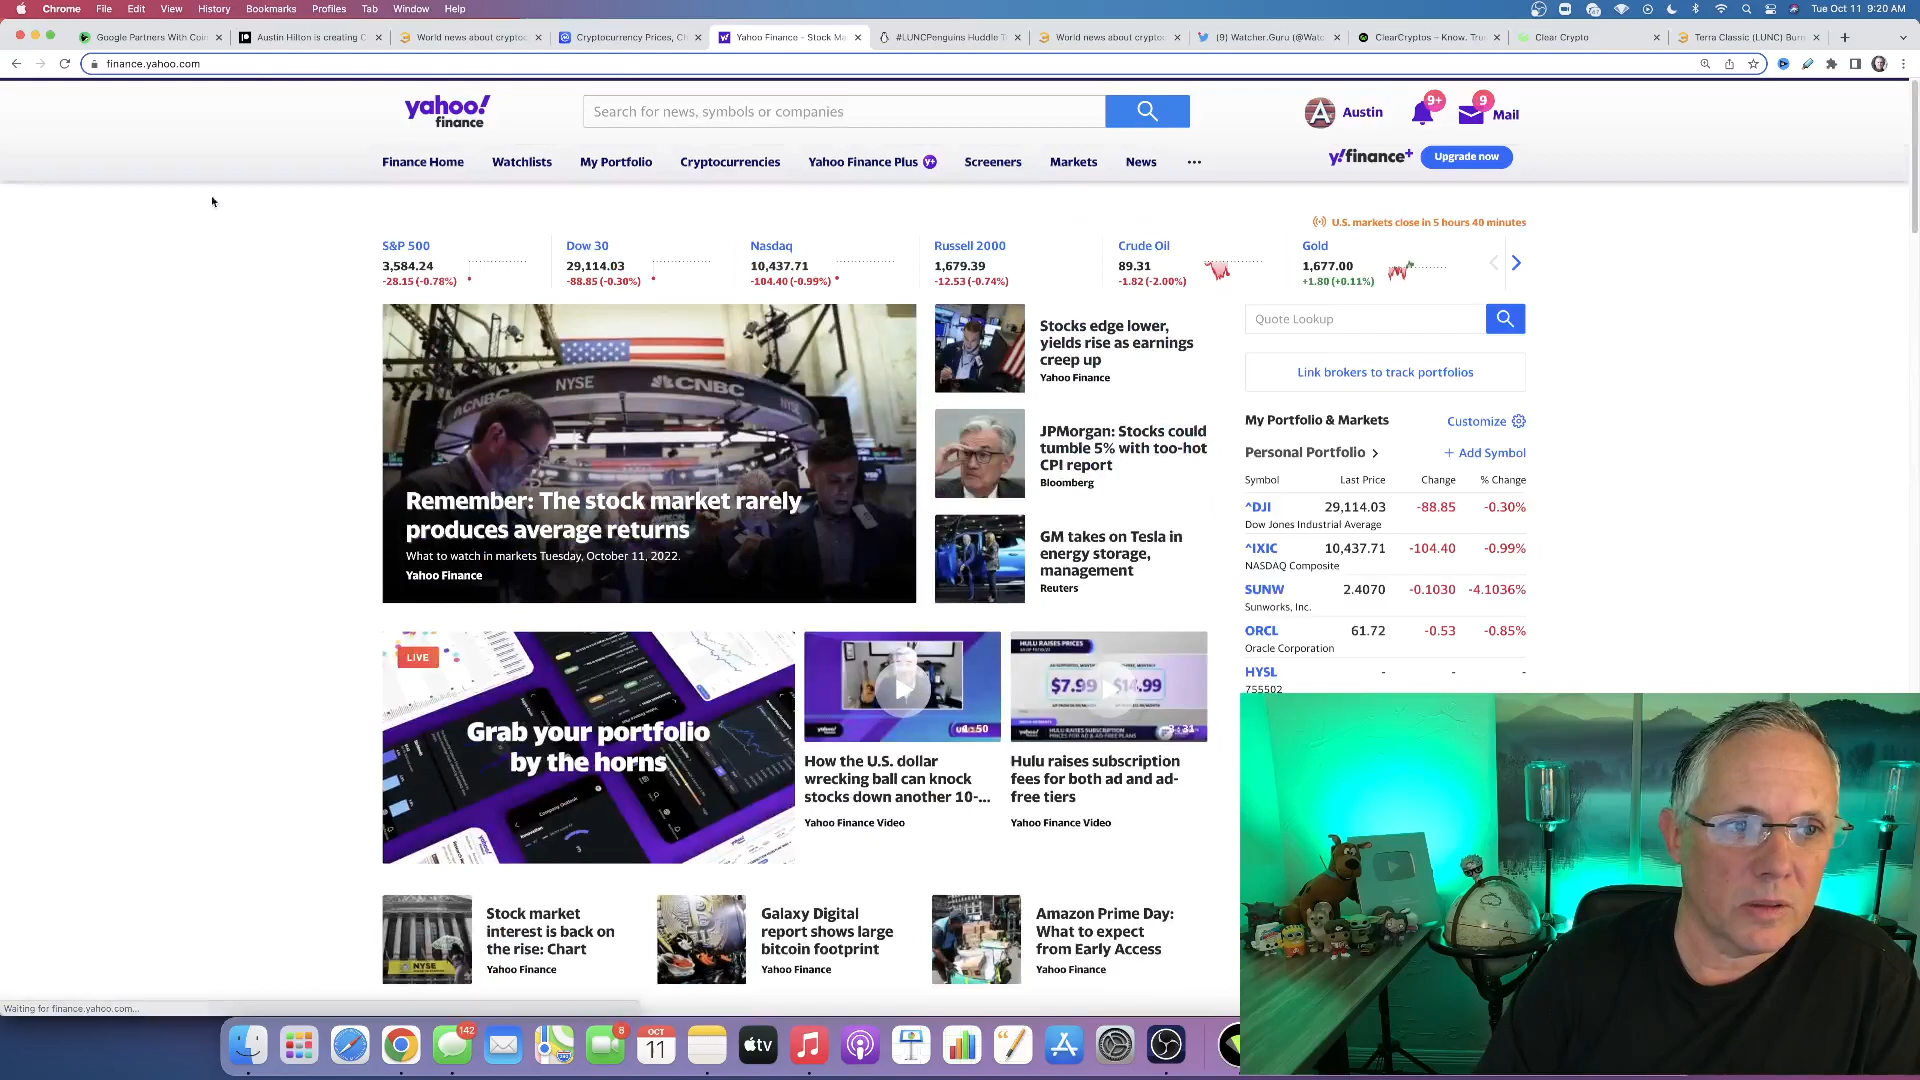 Chrome File Edit View History Bookmarks Profiles Tab Window Help
Tue Oct 11 9:20 AM
Google Partners With Coin
Austin Hilton is creating C
World news about cryptoc
Cryptocurrency Prices, Ch
Yahoo Finance - Stock Ma
#LUNCPenguins Huddle T
World news about cryptoc
(9) Watcher.Guru (@Watc
ClearCryptos – Know. Trus
Clear Crypto
Terra Classic (LUNC) Burn
finance.yahoo.com
yahoo!
finance
Search for news, symbols or companies
A
Austin
9+
9
Mail
Finance Home Watchlists My Portfolio Cryptocurrencies Yahoo Finance Plus Y+ Screeners Markets News ...
y!finance+
Upgrade now
U.S. markets close in 5 hours 40 minutes
S&P 500
3,584.24
-28.15 (-0.78%)
Dow 30
29,114.03
-88.85 (-0.30%)
Nasdaq
10,437.71
-104.40 (-0.99%)
Russell 2000
1,679.39
-12.53 (-0.74%)
Crude Oil
89.31
-1.82 (-2.00%)
Gold
1,677.00
+1.80 (+0.11%)
NYSE
CNBC
Remember: The stock market rarely
produces average returns
What to watch in markets Tuesday, October 11, 2022.
Yahoo Finance
Stocks edge lower,
yields rise as earnings
creep up
Yahoo Finance
JPMorgan: Stocks could
tumble 5% with too-hot
CPI report
Bloomberg
GM takes on Tesla in
energy storage,
management
Reuters
Quote Lookup
Link brokers to track portfolios
My Portfolio & Markets
Customize
Personal Portfolio >
+ Add Symbol
Symbol Last Price Change % Change
^DJI 29,114.03 -88.85 -0.30%
Dow Jones Industrial Average
^IXIC 10,437.71 -104.40 -0.99%
NASDAQ Composite
SUNW 2.4070 -0.1030 -4.1036%
Sunworks, Inc.
ORCL 61.72 -0.53 -0.85%
Oracle Corporation
HYSL - - -
755502
LIVE
Grab your portfolio
by the horns
How the U.S. dollar
wrecking ball can knock
stocks down another 10-...
Yahoo Finance Video
HULU RAISES PRICES
$7.99 $14.99
Hulu raises subscription
fees for both ad and ad-
free tiers
Yahoo Finance Video
NYSE
Stock market
interest is back on
the rise: Chart
Yahoo Finance
Galaxy Digital
report shows large
bitcoin footprint
Yahoo Finance
Amazon Prime Day:
What to expect
from Early Access
Yahoo Finance
Waiting for finance.yahoo.com...
142
8
OCT
11
tv